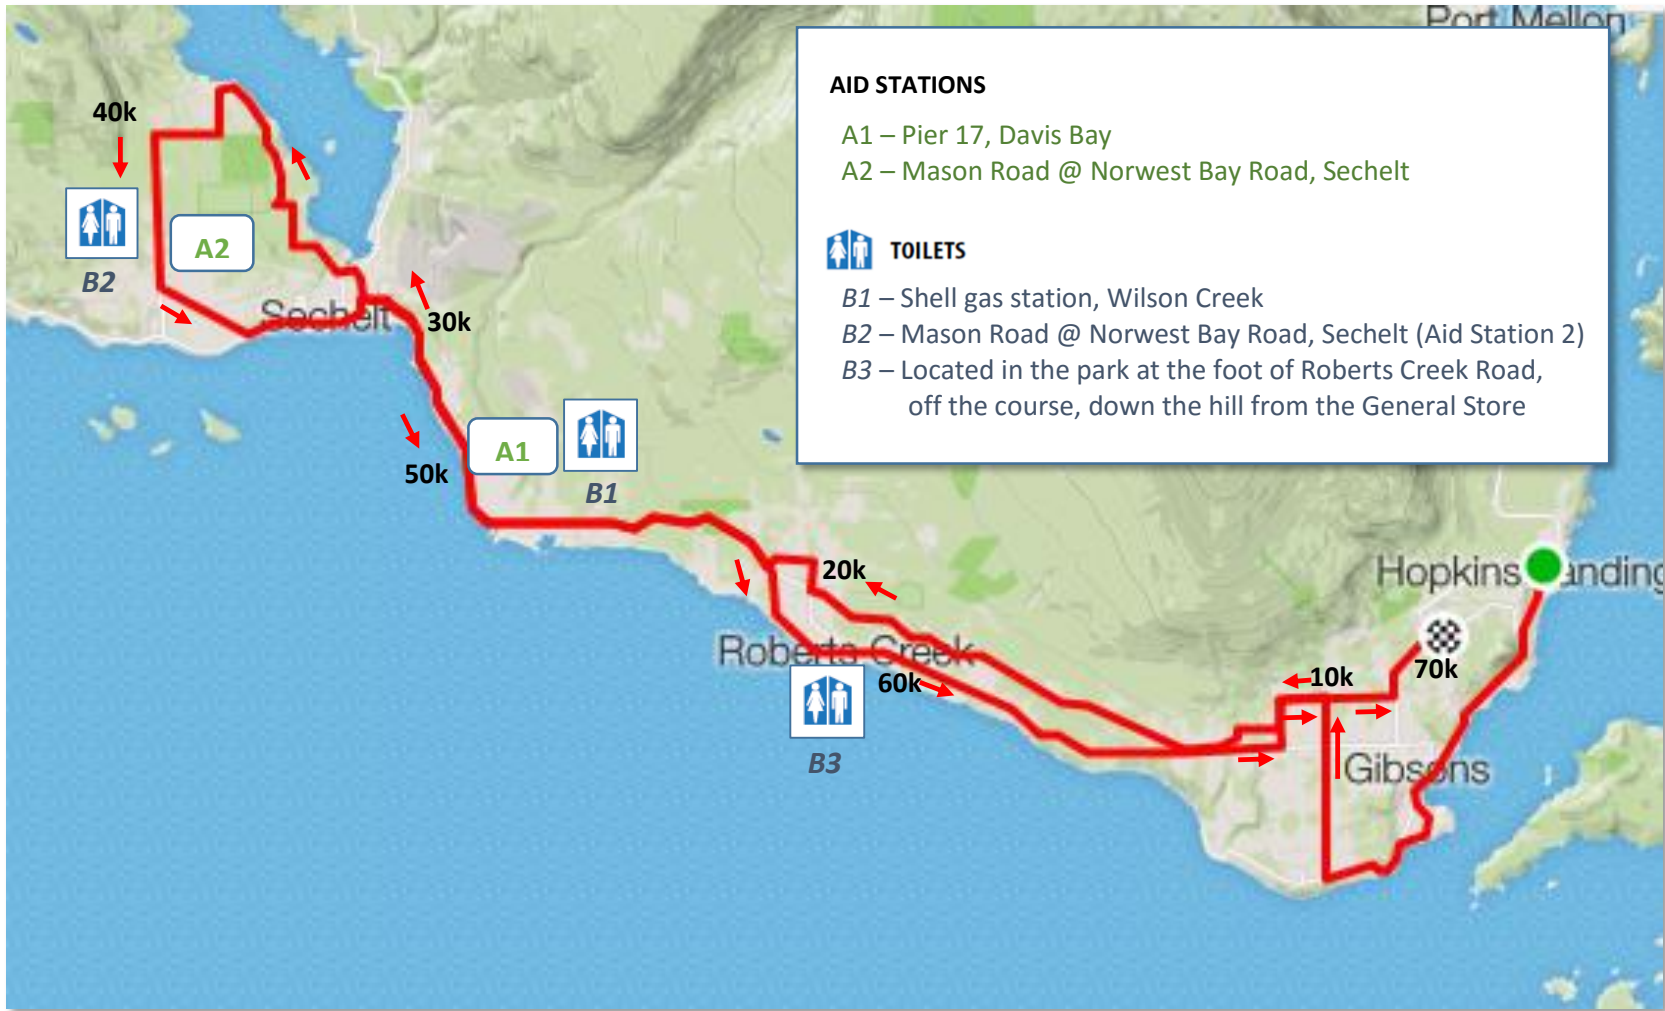 Port Mellon
AID STATIONS
A1 – Pier 17, Davis Bay
A2 – Mason Road @ Norwest Bay Road, Sechelt
TOILETS
B1 – Shell gas station, Wilson Creek
B2 – Mason Road @ Norwest Bay Road, Sechelt (Aid Station 2)
B3 – Located in the park at the foot of Roberts Creek Road,
off the course, down the hill from the General Store
40k
A2
B2
Sechelt
30k
A1
50k
B1
20k
Hopkins Landing
Roberts Creek
60k
10k
70k
B3
Gibsons